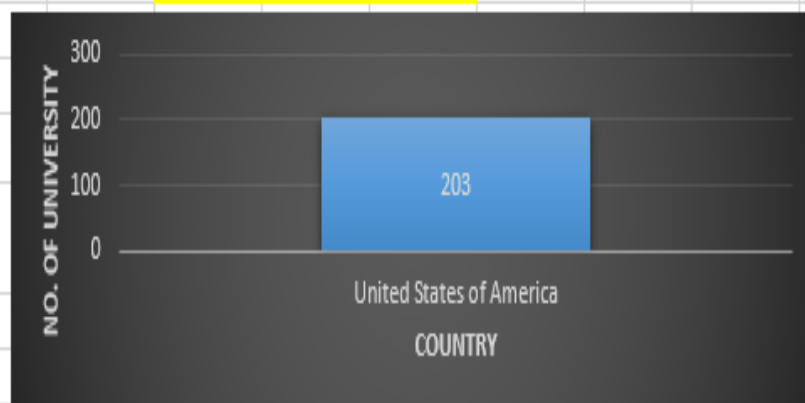 NO. OF UNIVERSITY
300
200
100
0
203
United States of America
COUNTRY